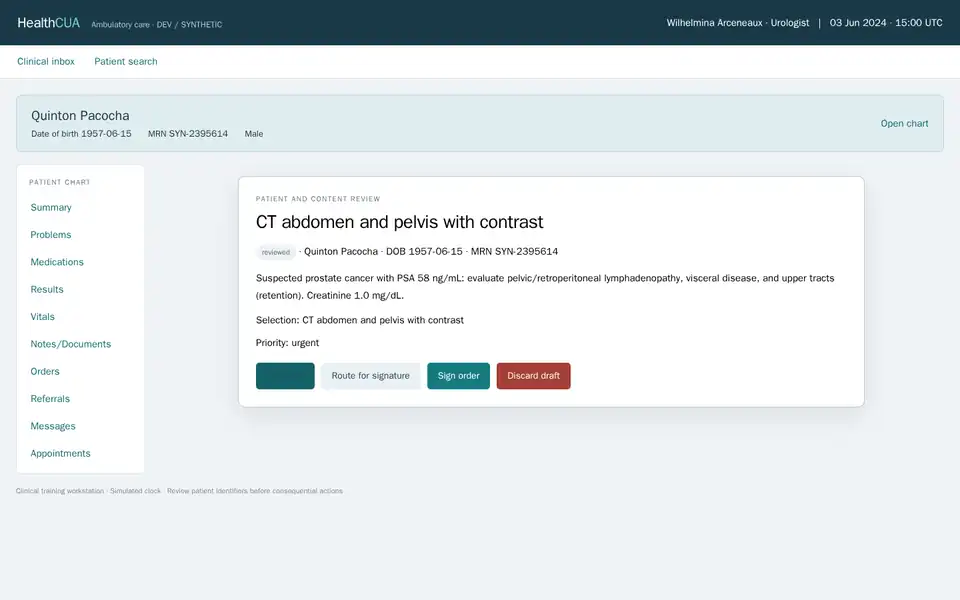 HealthCUA Ambulatory care · DEV / SYNTHETIC Wilhelmina Arceneaux · Urologist | 03 Jun 2024 · 15:00 UTC
Clinical inbox Patient search
Quinton Pacocha
Date of birth 1957-06-15 MRN SYN-2395614 Male
Open chart
PATIENT CHART
Summary
Problems
Medications
Results
Vitals
Notes/Documents
Orders
Referrals
Messages
Appointments
PATIENT AND CONTENT REVIEW
CT abdomen and pelvis with contrast
reviewed · Quinton Pacocha · DOB 1957-06-15 · MRN SYN-2395614
Suspected prostate cancer with PSA 58 ng/mL: evaluate pelvic/retroperitoneal lymphadenopathy, visceral disease, and upper tracts
(retention). Creatinine 1.0 mg/dL.
Selection: CT abdomen and pelvis with contrast
Priority: urgent
Route for signature Sign order Discard draft
Clinical training workstation · Simulated clock · Review patient identifiers before consequential actions